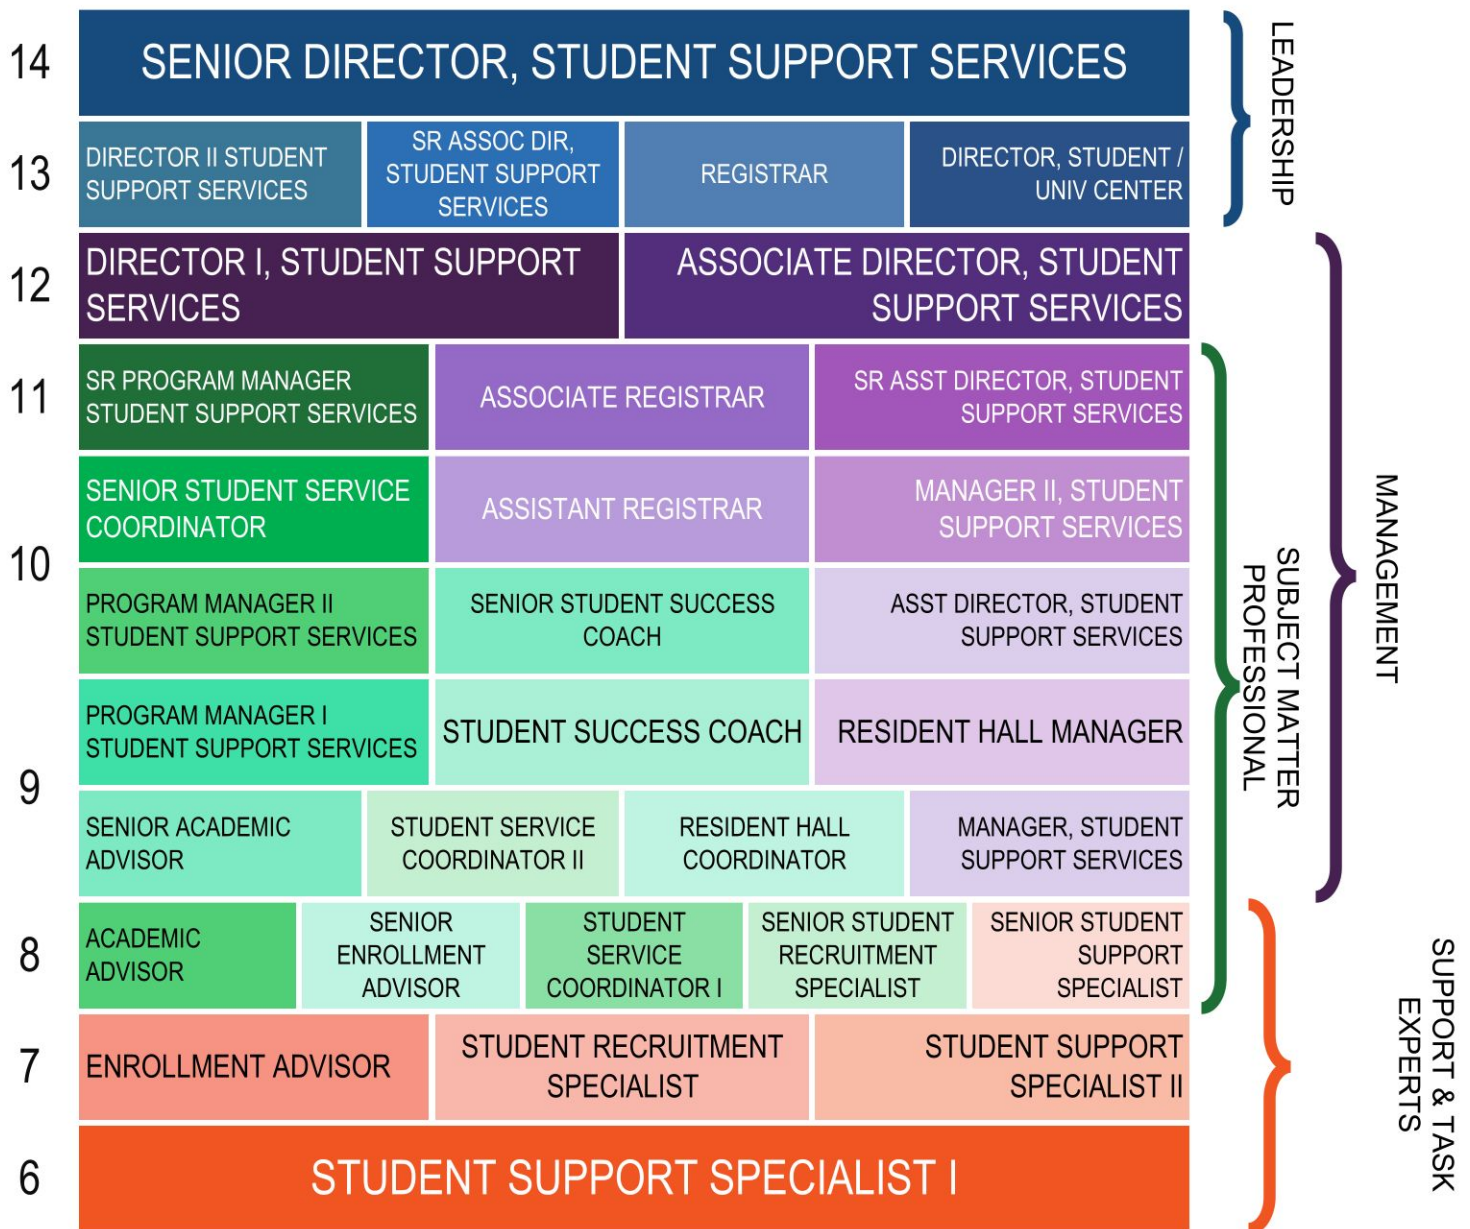 14
SENIOR DIRECTOR, STUDENT SUPPORT SERVICES
13
DIRECTOR II STUDENT
SUPPORT SERVICES
SR ASSOC DIR,
STUDENT SUPPORT
SERVICES
REGISTRAR
DIRECTOR, STUDENT /
UNIV CENTER
LEADERSHIP
12
DIRECTOR I, STUDENT SUPPORT
SERVICES
ASSOCIATE DIRECTOR, STUDENT
SUPPORT SERVICES
11
SR PROGRAM MANAGER
STUDENT SUPPORT SERVICES
ASSOCIATE REGISTRAR
SR ASST DIRECTOR, STUDENT
SUPPORT SERVICES
10
SENIOR STUDENT SERVICE
COORDINATOR
ASSISTANT REGISTRAR
MANAGER II, STUDENT
SUPPORT SERVICES
PROGRAM MANAGER II
STUDENT SUPPORT SERVICES
SENIOR STUDENT SUCCESS
COACH
ASST DIRECTOR, STUDENT
SUPPORT SERVICES
MANAGEMENT
SUBJECT MATTER
PROFESSIONAL
9
PROGRAM MANAGER I
STUDENT SUPPORT SERVICES
STUDENT SUCCESS COACH
RESIDENT HALL MANAGER
SENIOR ACADEMIC
ADVISOR
STUDENT SERVICE
COORDINATOR II
RESIDENT HALL
COORDINATOR
MANAGER, STUDENT
SUPPORT SERVICES
8
ACADEMIC
ADVISOR
SENIOR
ENROLLMENT
ADVISOR
STUDENT
SERVICE
COORDINATOR I
SENIOR STUDENT
RECRUITMENT
SPECIALIST
SENIOR STUDENT
SUPPORT
SPECIALIST
7
ENROLLMENT ADVISOR
STUDENT RECRUITMENT
SPECIALIST
STUDENT SUPPORT
SPECIALIST II
SUPPORT & TASK
EXPERTS
6
STUDENT SUPPORT SPECIALIST I